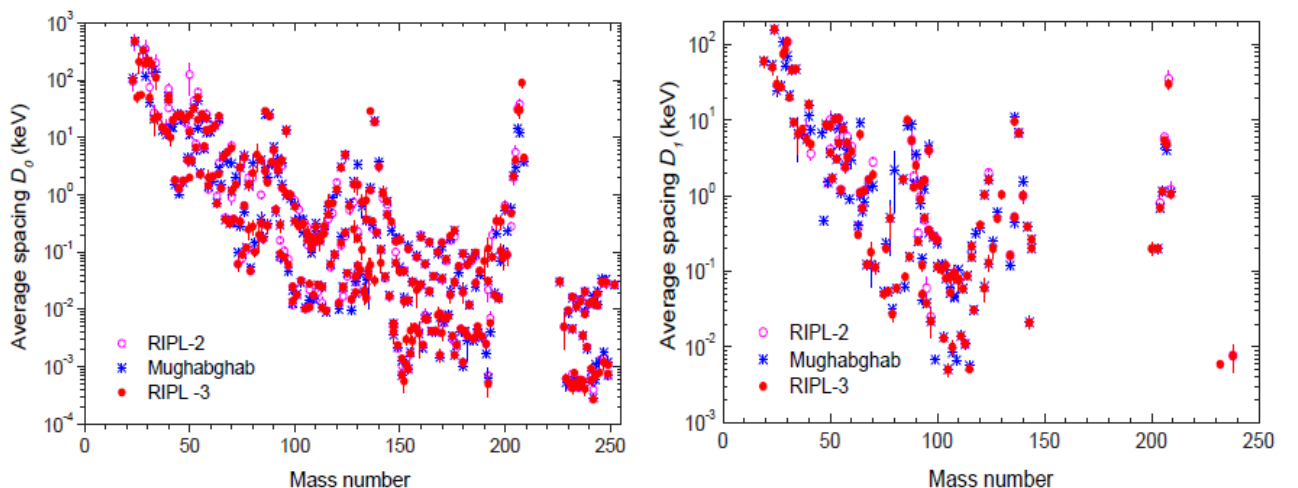 10^3
10^2
10^1
10^0
10^-1
10^-2
10^-3
10^-4
Average spacing D_0 (keV)
RIPL-2
Mughabghab
RIPL -3
0 50 100 150 200 250
Mass number
10^2
10^1
10^0
10^-1
10^-2
10^-3
Average spacing D_1 (keV)
RIPL-2
Mughabghab
RIPL-3
0 50 100 150 200 250
Mass number